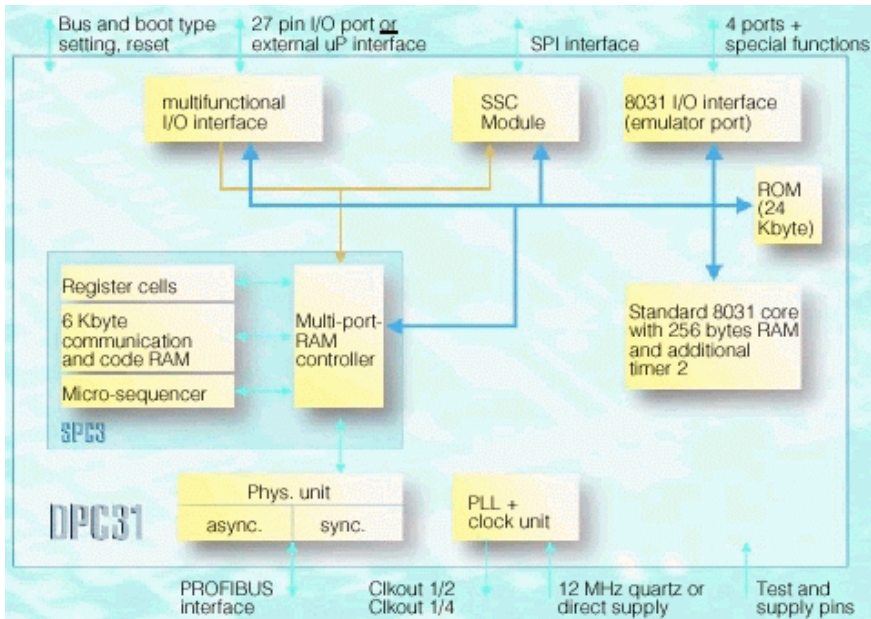 Bus and boot type
setting, reset
27 pin I/O port or
external uP interface
SPI interface
4 ports +
special functions
multifunctional
I/O interface
SSC
Module
8031 I/O interface
(emulator port)
ROM
(24
Kbyte)
Register cells
6 Kbyte
communication
and code RAM
Micro-sequencer
Multi-port-
RAM
controller
Standard 8031 core
with 256 bytes RAM
and additional
timer 2
SPC3
Phys. unit
async.
sync.
PLL +
clock unit
DPC31
PROFIBUS
interface
Clkout 1/2
Clkout 1/4
12 MHz quartz or
direct supply
Test and
supply pins